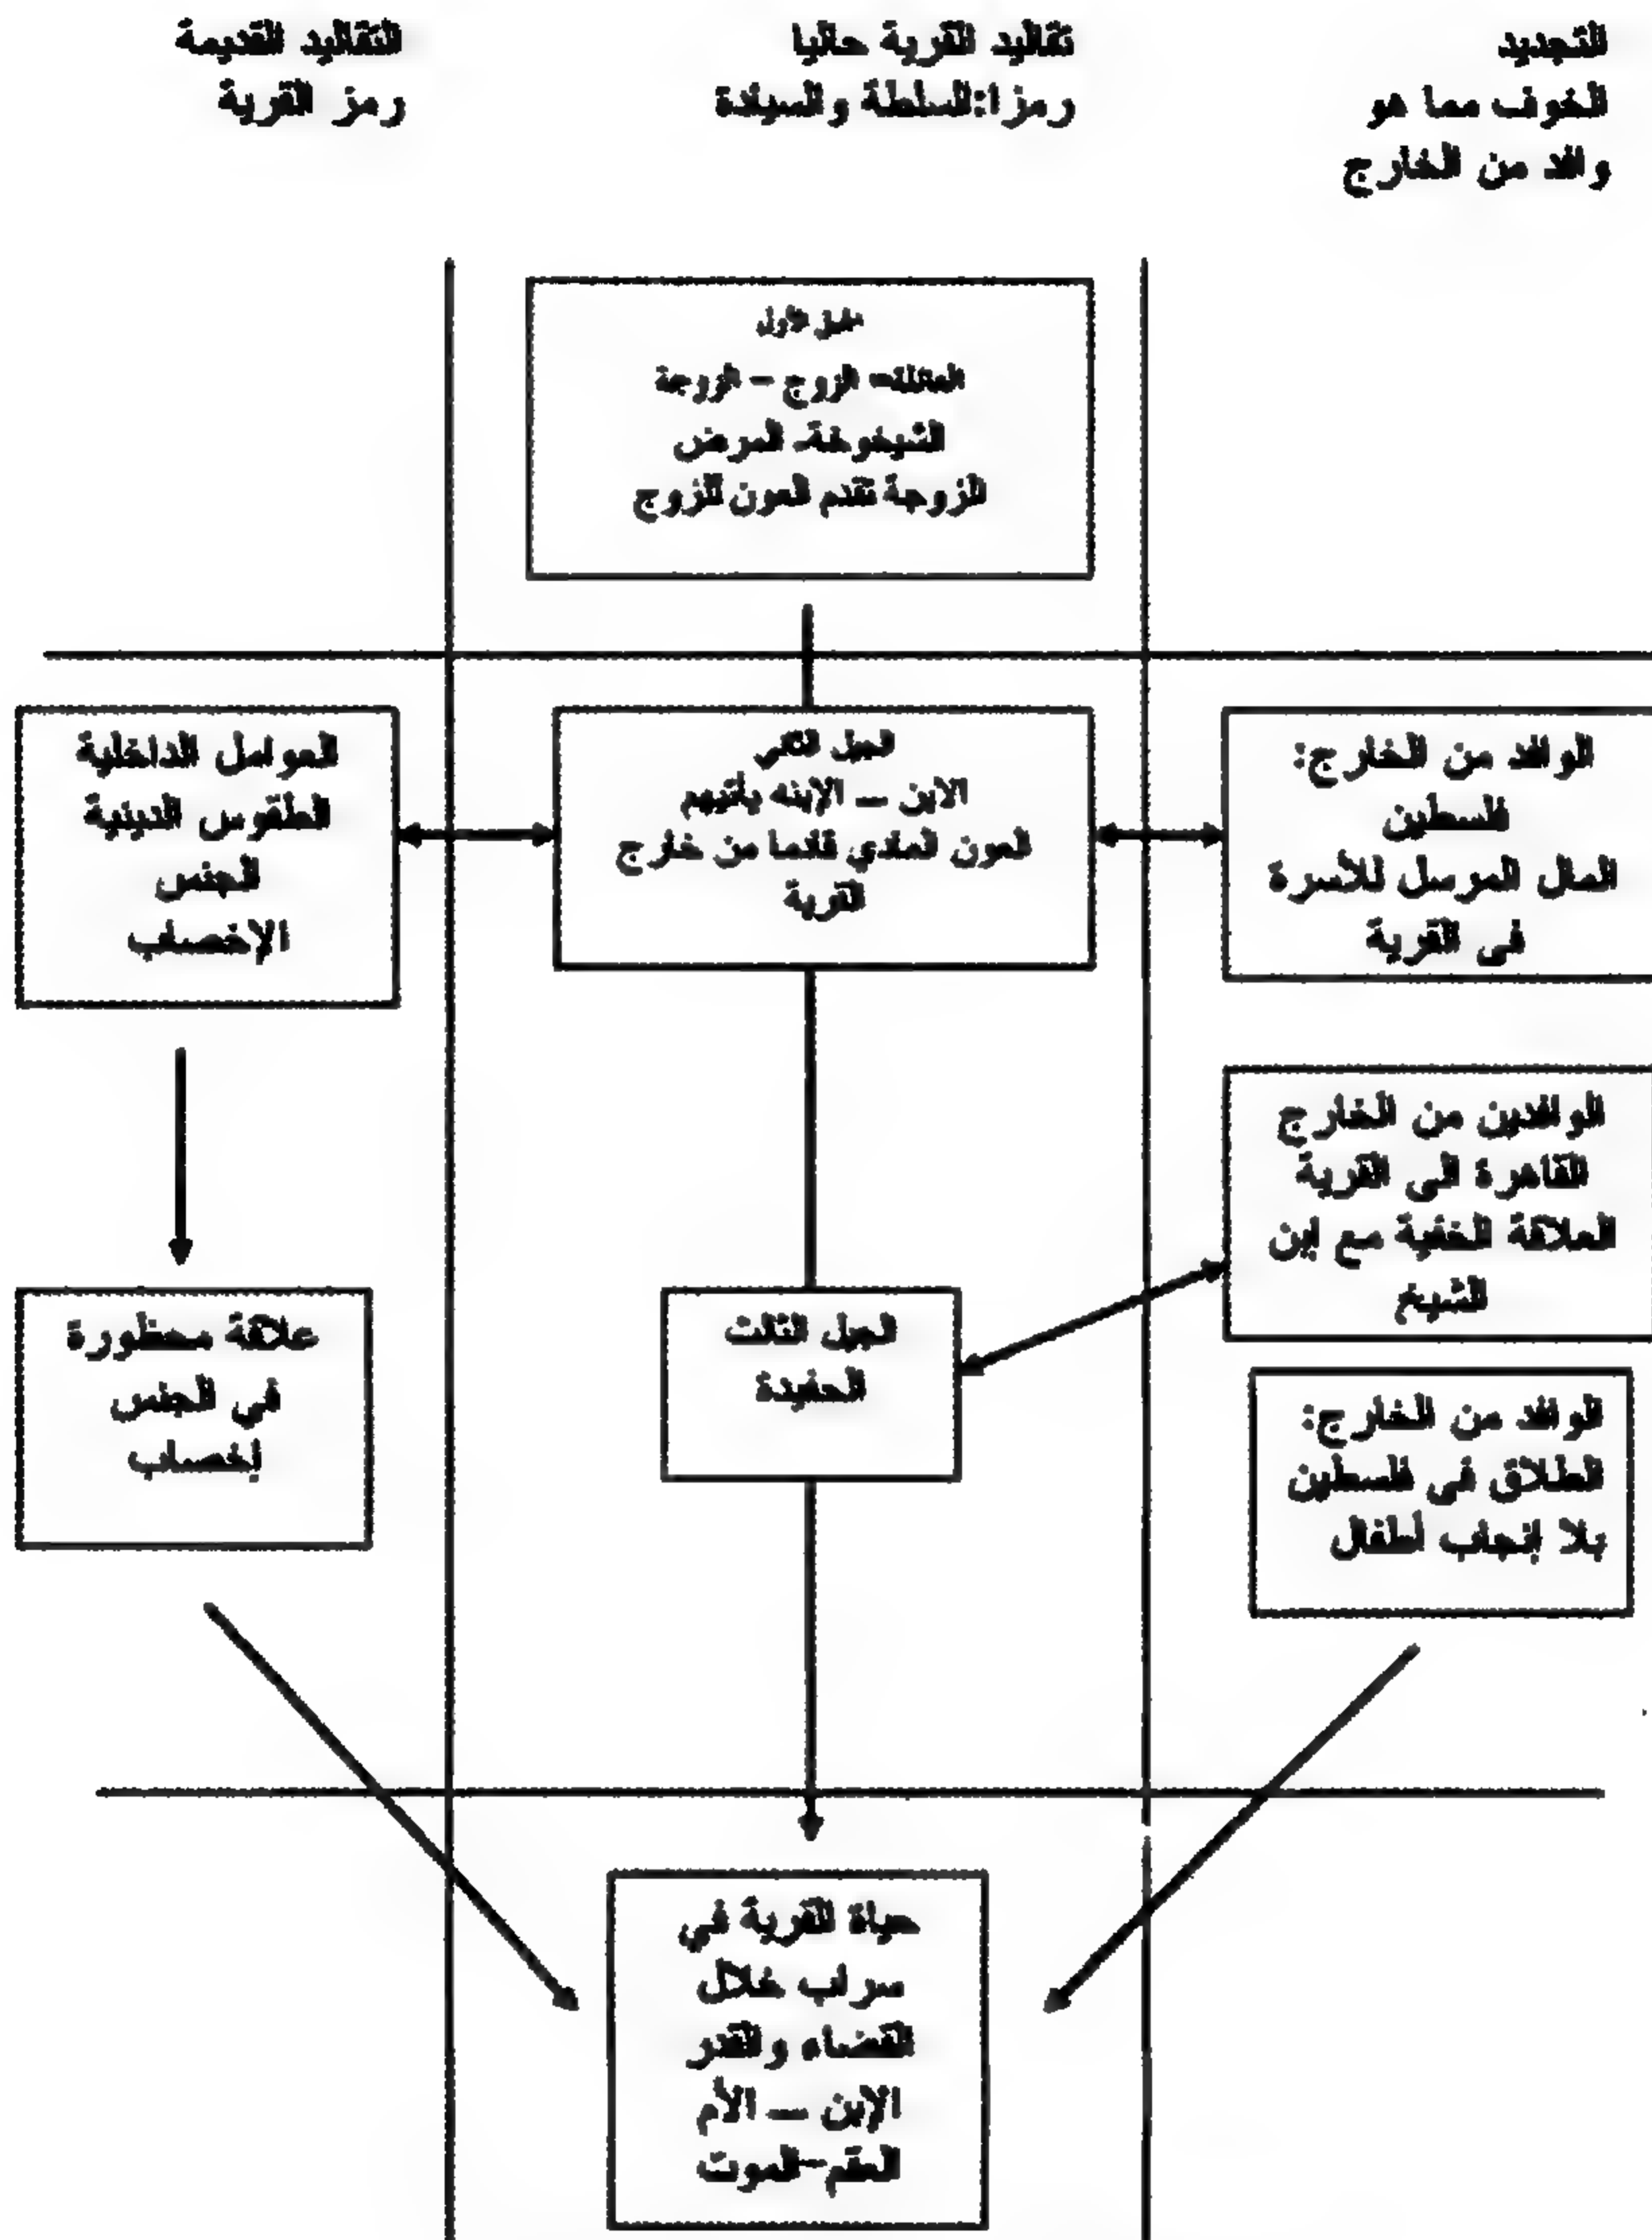 التجديد
الخوف مما هو
وافد من الخارج
تقاليد القرية حاليا
رمزا:السلطة والسيادة
التقاليد القديمة
رمز القرية
الأول
العائلة- الزوج – الزوجة
الشيخوخة- المرض
الزوجة تقدم العون للزوج
الوافد من الخارج:
فلسطين
المال المرسل للأسرة
فى القرية
الجيل الثاني
الابن – الإبنه يأتيهم
العون المادي قادما من خارج
القرية
العوامل الداخلية
الطقوس الدينية
الجنس
الإخصاب
الوافدين من الخارج
القاهرة الى القرية
العلاقة الخفية مع ابن
الشيخ
الجيل الثلث
الحفيدة
علاقة محظورة
في الجنس
إخصاب
الوافد من الخارج:
الطلاق في فلسطين
بلا إنجاب أطفال
حياة القرية في
سراب خلال
القضاء والقدر
الإبن – الأم
العقم-الموت